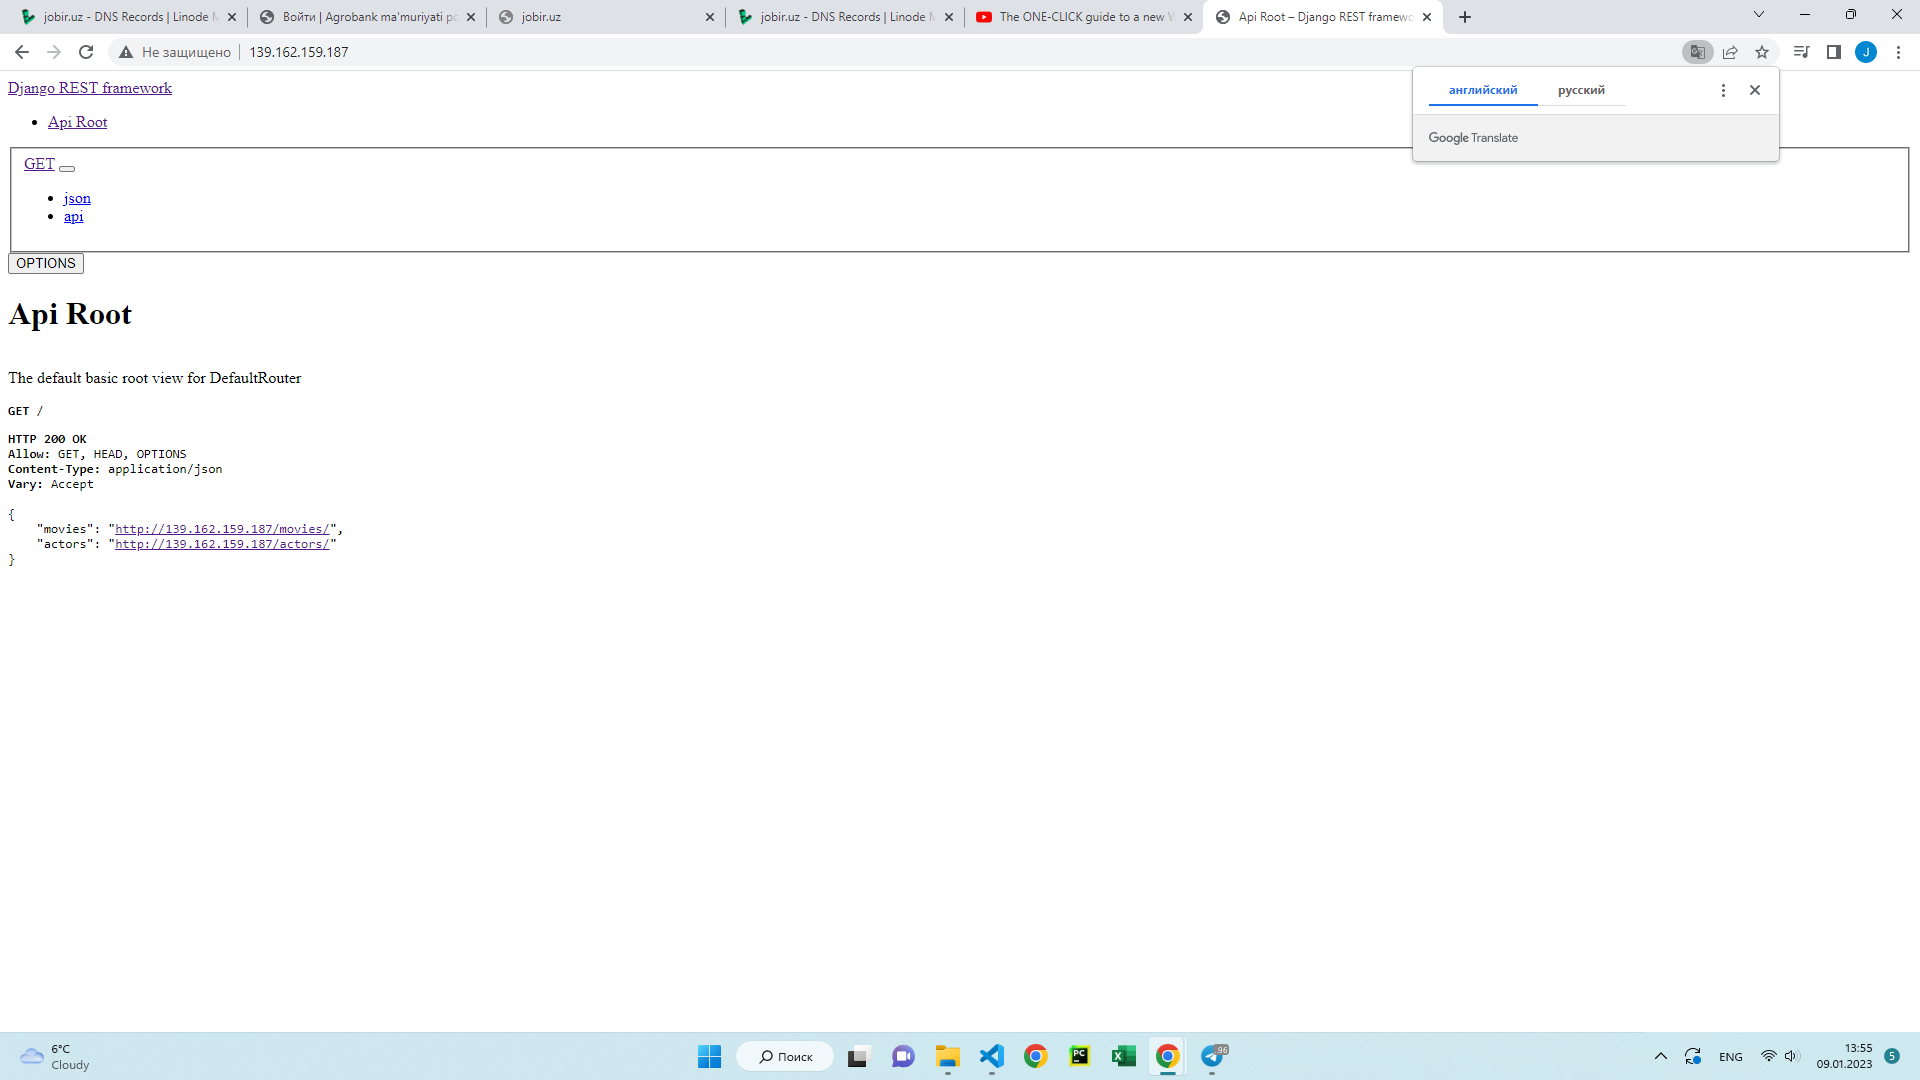 jobir.uz - DNS Records | Linode M
Войти | Agrobank ma'muriyati po
jobir.uz
jobir.uz - DNS Records | Linode M
The ONE-CLICK guide to a new W
Api Root – Django REST framewo
Не защищено
139.162.159.187
J
Django REST framework
Api Root
английский
русский
Google Translate
GET
json
api
OPTIONS
Api Root
The default basic root view for DefaultRouter
GET /
HTTP 200 OK
Allow: GET, HEAD, OPTIONS
Content-Type: application/json
Vary: Accept
{
"movies": "http://139.162.159.187/movies/",
"actors": "http://139.162.159.187/actors/"
}
6°C
Cloudy
Поиск
PC
96
ENG
13:55
09.01.2023
5